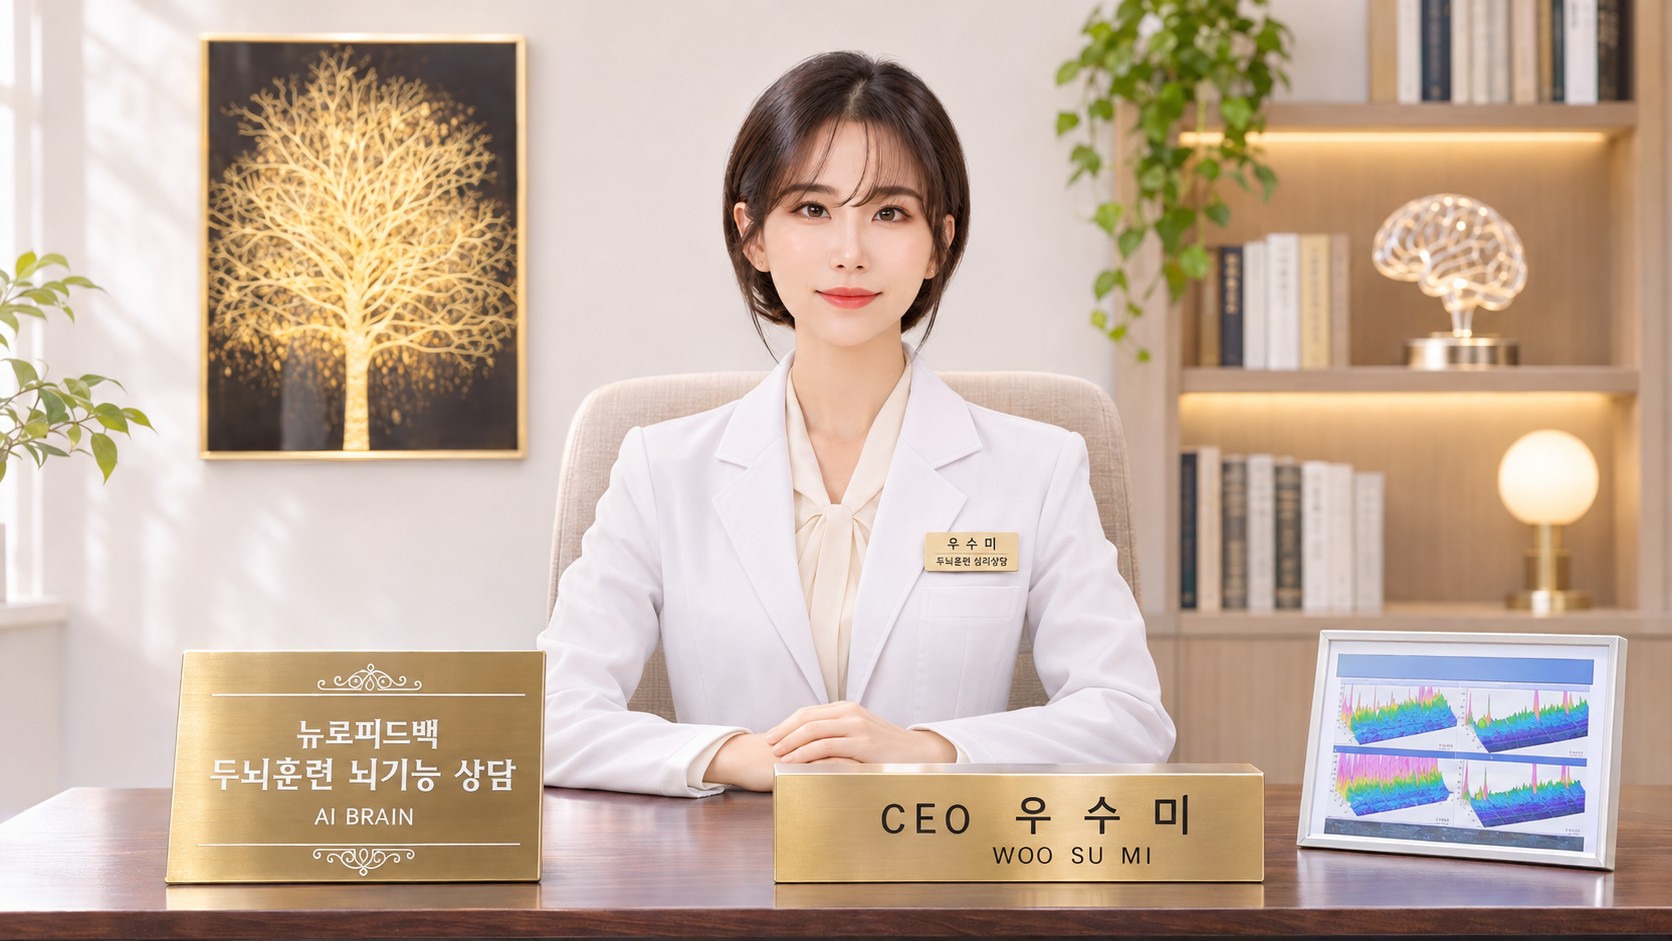 우 수 미
두뇌훈련 심리상담
뉴로피드백
두뇌훈련 뇌기능 상담
AI BRAIN
CEO 우 수 미
WOO SU MI